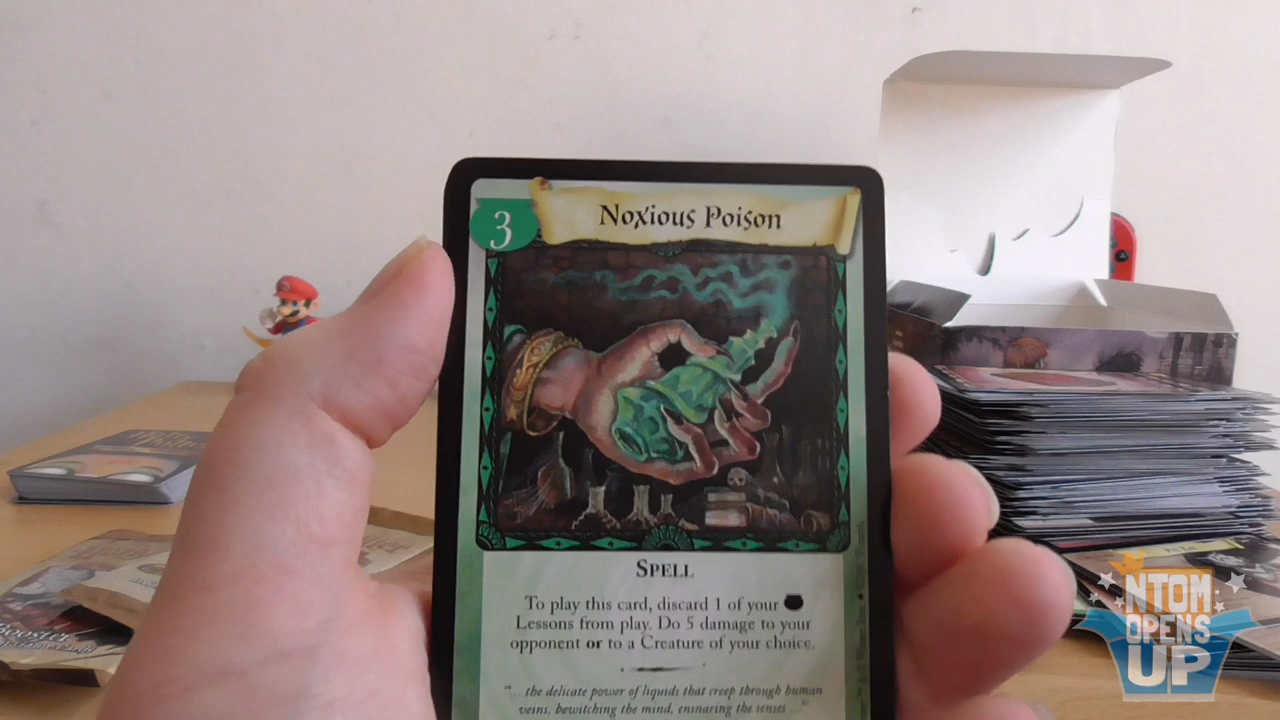 3
Noxious Poison
SPELL
To play this card, discard 1 of your
Lessons from play. Do 5 damage to your
opponent or to a Creature of your choice.
"... the delicate power of liquids that creep through human
veins, bewitching the mind, ensnaring the senses ..."
Booster
NTOM
OPENS
UP